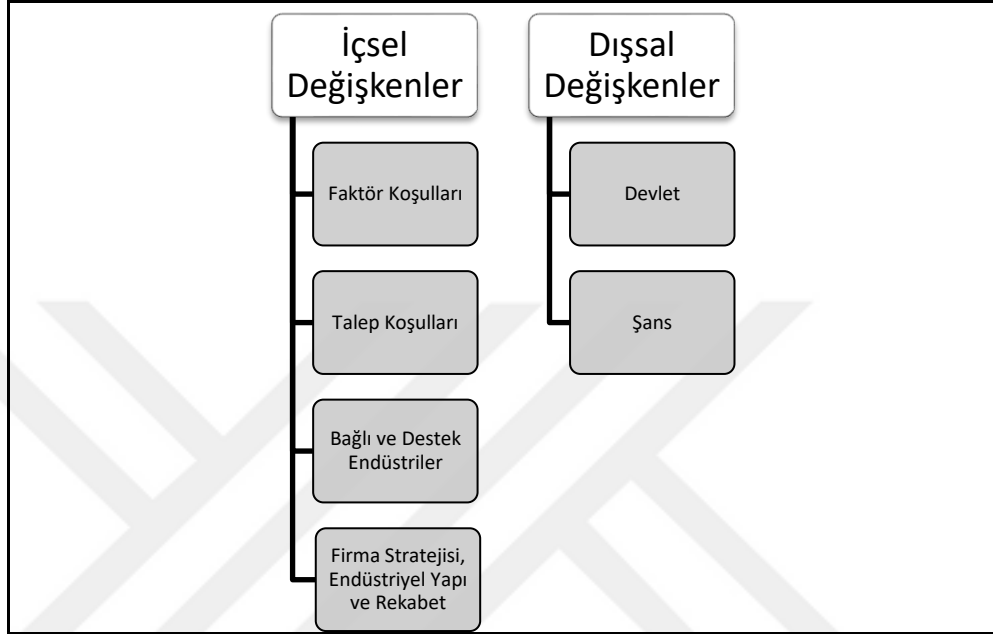 İçsel
Değişkenler
Faktör Koşulları
Talep Koşulları
Bağlı ve Destek
Endüstriler
Firma Stratejisi,
Endüstriyel Yapı
ve Rekabet
Dışsal
Değişkenler
Devlet
Şans